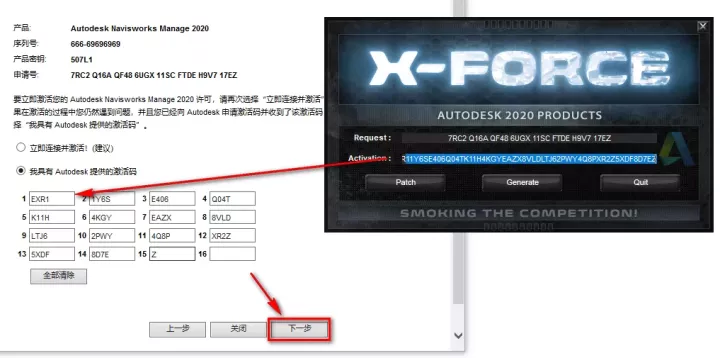 产品: Autodesk Navisworks Manage 2020
序列号: 666-69696969
产品密钥: 507L1
申请号: 7RC2 Q16A QF48 6UGX 11SC FTDE H9V7 17EZ
要立即激活您的 Autodesk Navisworks Manage 2020 许可，请再次选择“立即连接并激活”
果在激活的过程中您仍然遇到问题，并且您已经向 Autodesk 申请激活码并收到了该激活码
择“我具有 Autodesk 提供的激活码”。
立即连接并激活! (建议)
我具有 Autodesk 提供的激活码
1 EXR1 2 1Y6S 3 E406 4 Q04T
5 K11H 6 4KGY 7 EAZX 8 8VLD
9 LTJ6 10 2PWY 11 4Q8P 12 XR2Z
13 5XDF 14 8D7E 15 Z 16
全部清除
上一步 关闭 下一步
X-FORCE
AUTODESK 2020 PRODUCTS
Request : 7RC2 Q16A QF48 6UGX 11SC FTDE H9V7 17EZ
Activation : R11Y6SE406Q04TK11H4KGYEAZX8VLDLTJ62PWY4Q8PXR2Z5XDF8D7EZ
Patch Generate Quit
SMOKING THE COMPETITION!